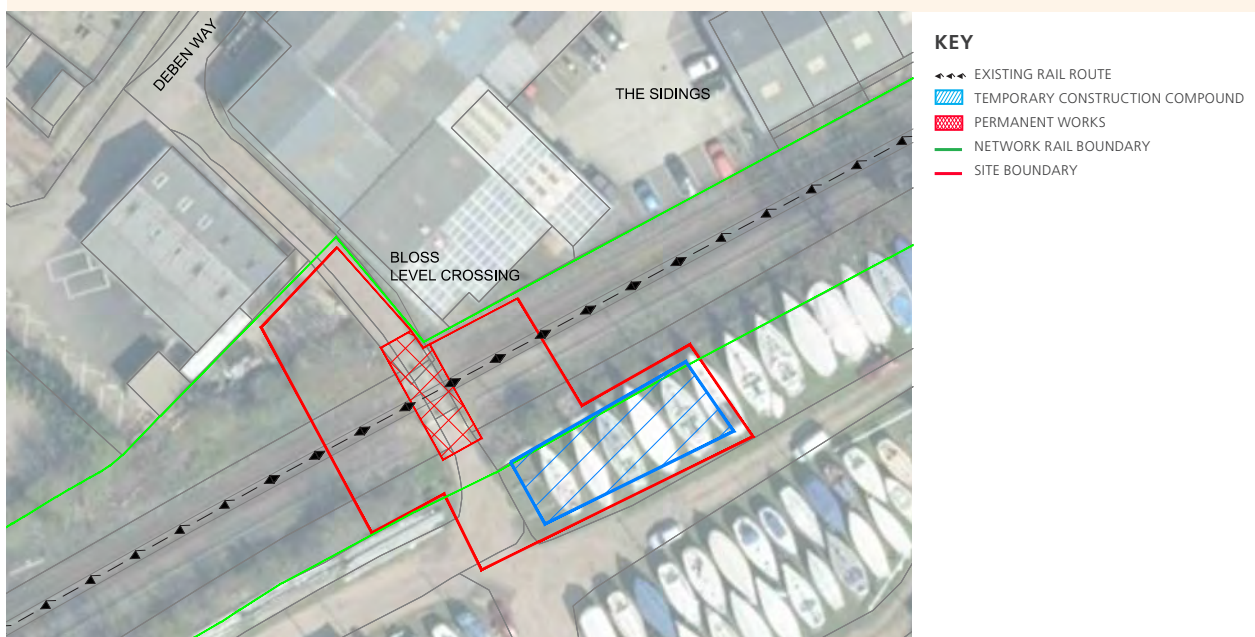 DEBEN WAY
THE SIDINGS
BLOSS
LEVEL CROSSING
KEY
EXISTING RAIL ROUTE
TEMPORARY CONSTRUCTION COMPOUND
PERMANENT WORKS
NETWORK RAIL BOUNDARY
SITE BOUNDARY